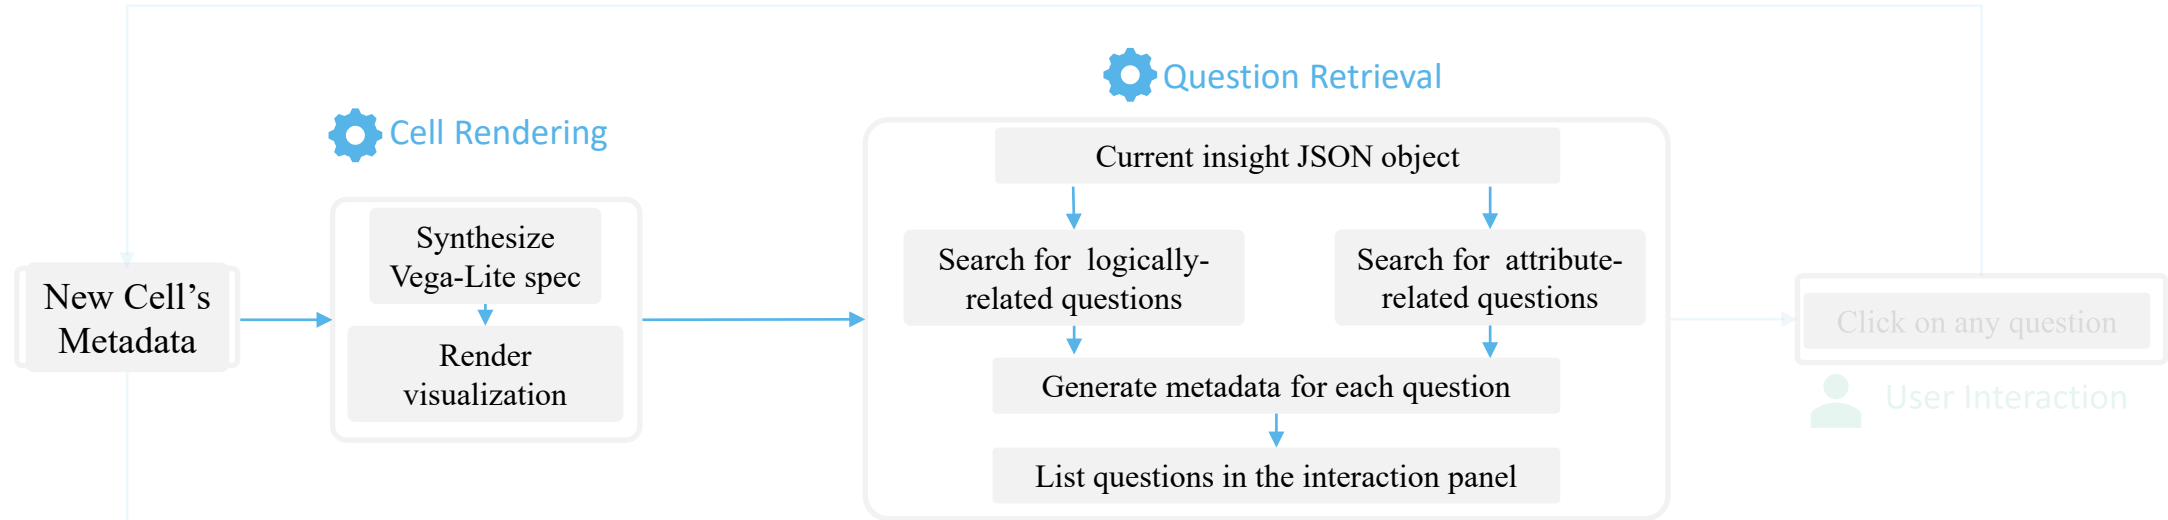 Question Retrieval
Cell Rendering
Current insight JSON object
Synthesize
Vega-Lite spec
Search for logically-
related questions
Search for attribute-
related questions
New Cell's
Metadata
Click on any question
Render
visualization
Generate metadata for each question
User Interaction
List questions in the interaction panel